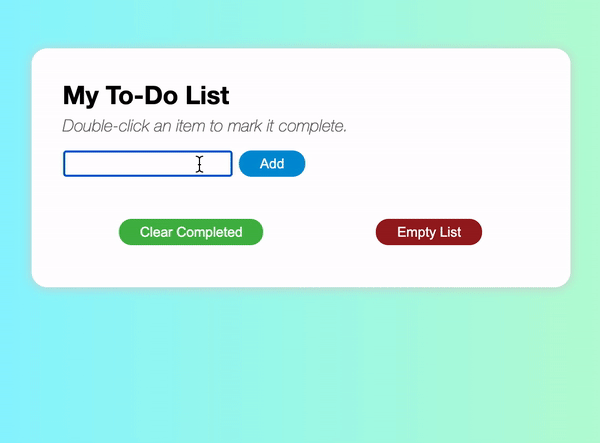 My To-Do List
Double-click an item to mark it complete.
Add
Clear Completed Empty List